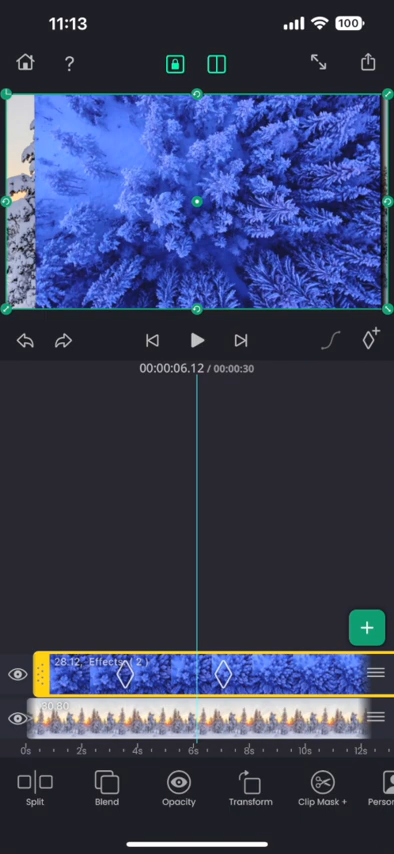 11:13
100
?
00:00:06.12 / 00:00:30
+
28.12, Effects ( 2 )
30.30
0s 2s 4s 6s 8s 10s 12s
Split Blend Opacity Transform Clip Mask + Person